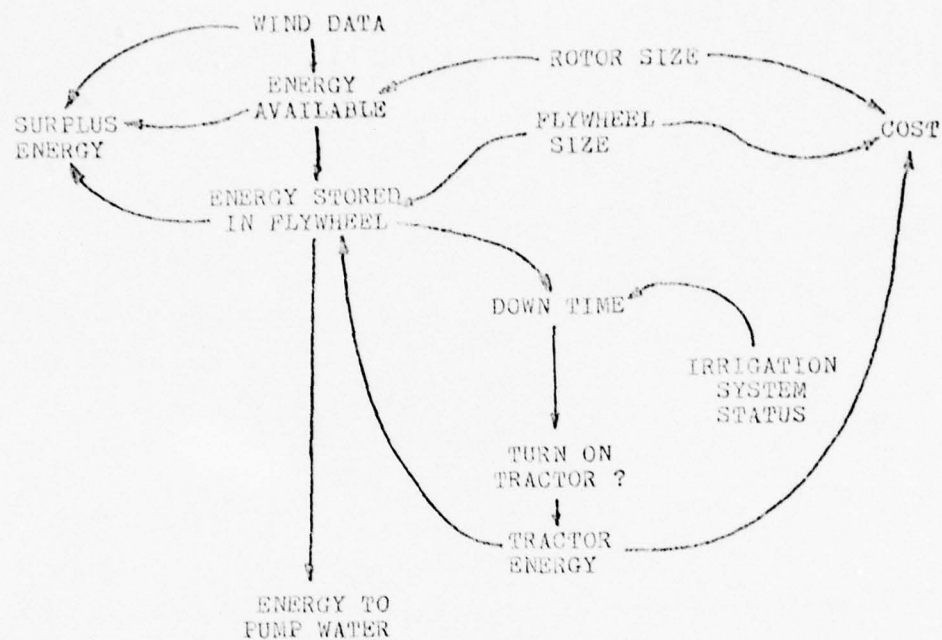 WIND DATA
ROTOR SIZE
ENERGY
AVAILABLE
SURPLUS
ENERGY
FLYWHEEL
SIZE
COST
ENERGY STORED
IN FLYWHEEL
DOWN TIME
IRRIGATION
SYSTEM
STATUS
TURN ON
TRACTOR ?
TRACTOR
ENERGY
ENERGY TO
PUMP WATER